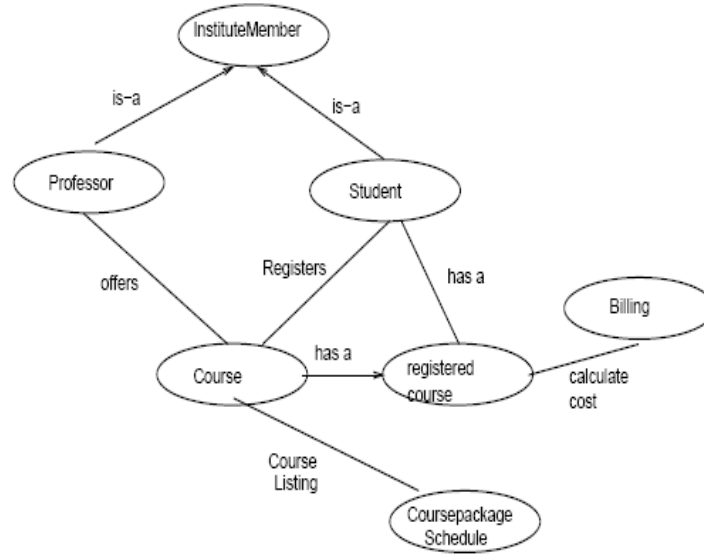 InstituteMember
is-a
is-a
Professor
Student
offers
Registers
has a
Billing
Course
has a
registered
course
calculate
cost
Course
Listing
Coursepackage
Schedule